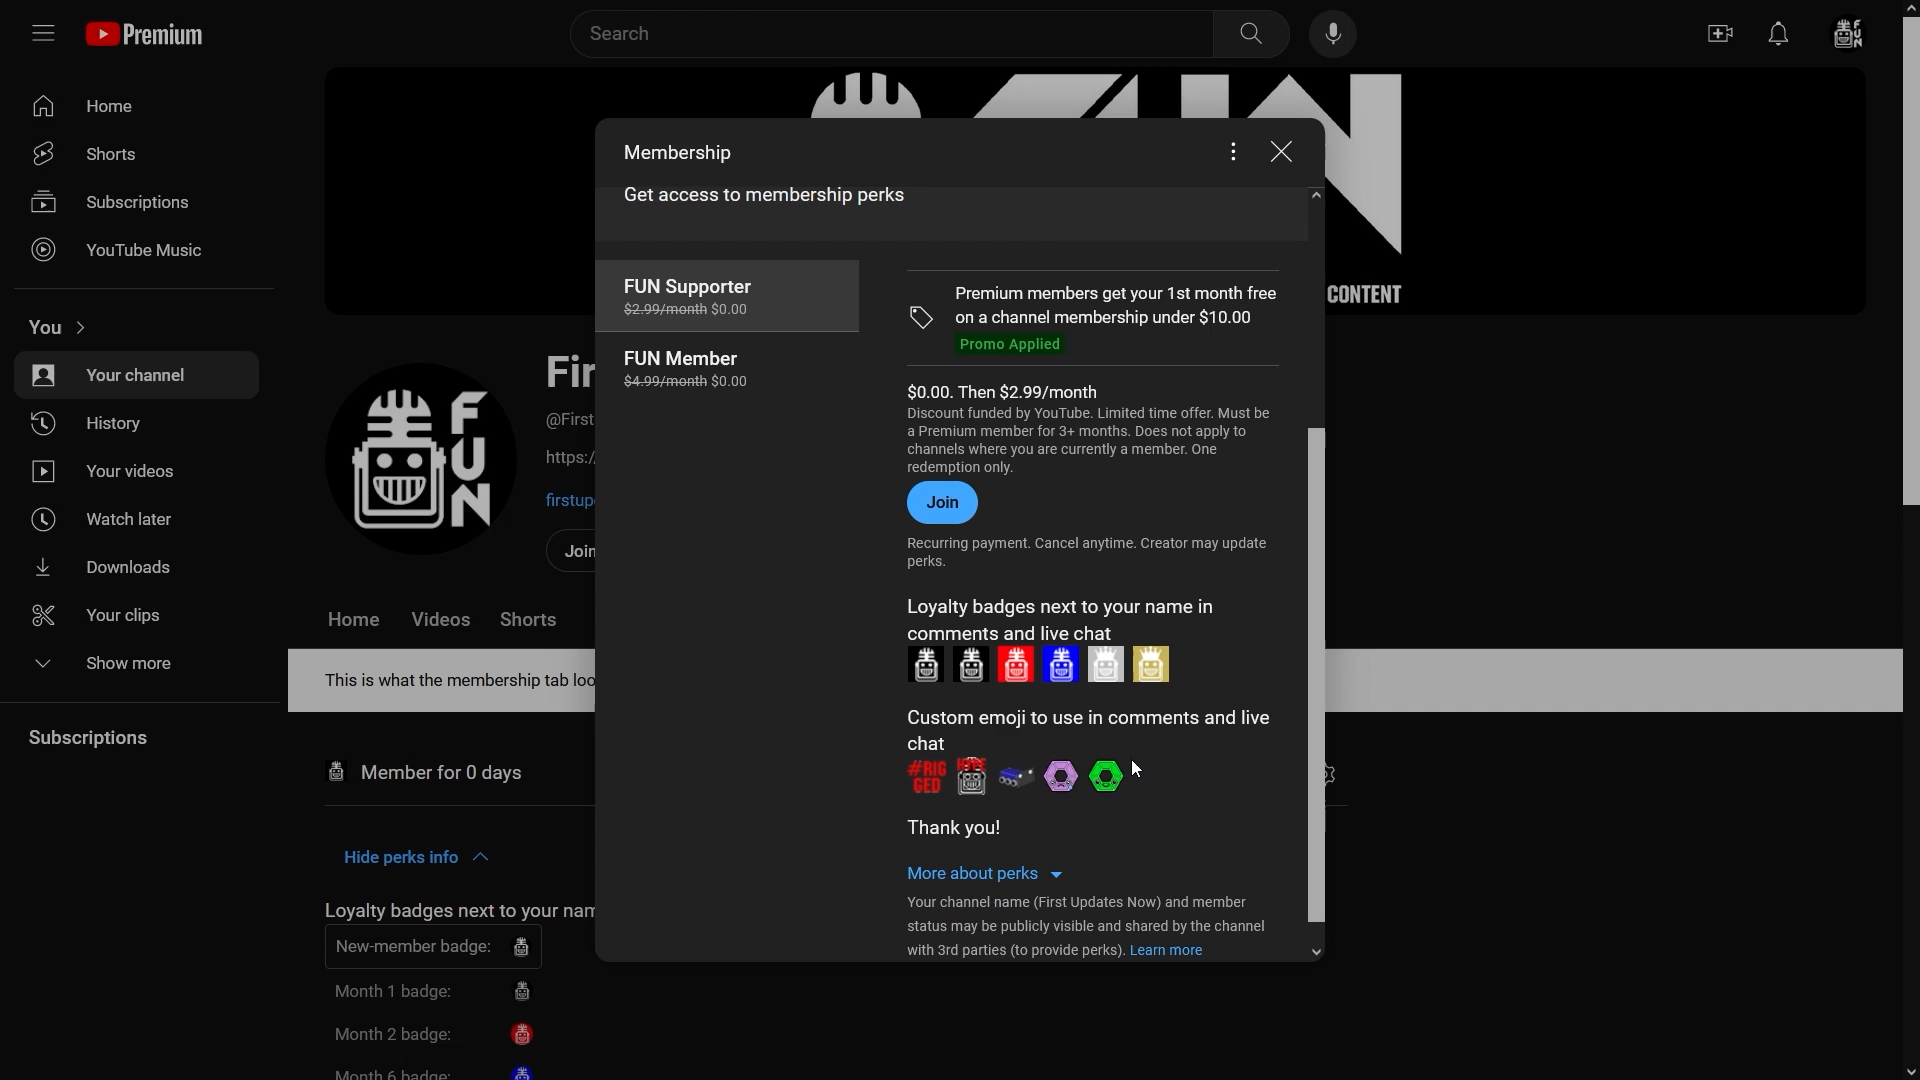 Premium
Search
FUN
Home
Shorts
Subscriptions
YouTube Music
You
Your channel
History
Your videos
Watch later
Downloads
Your clips
Show more
Subscriptions
CONTENT
FUN
Fir
@First
https:/
firstup
Join
Home Videos Shorts
This is what the membership tab loo
Member for 0 days
Hide perks info
Loyalty badges next to your nam
New-member badge:
Month 1 badge:
Month 2 badge:
Month 6 badge:
Membership
Get access to membership perks
FUN Supporter
$2.99/month $0.00
FUN Member
$4.99/month $0.00
Premium members get your 1st month free
on a channel membership under $10.00
Promo Applied
$0.00. Then $2.99/month
Discount funded by YouTube. Limited time offer. Must be
a Premium member for 3+ months. Does not apply to
channels where you are currently a member. One
redemption only.
Join
Recurring payment. Cancel anytime. Creator may update
perks.
Loyalty badges next to your name in
comments and live chat
Custom emoji to use in comments and live
chat
#RIG
GED
HYPE
Thank you!
More about perks
Your channel name (First Updates Now) and member
status may be publicly visible and shared by the channel
with 3rd parties (to provide perks). Learn more